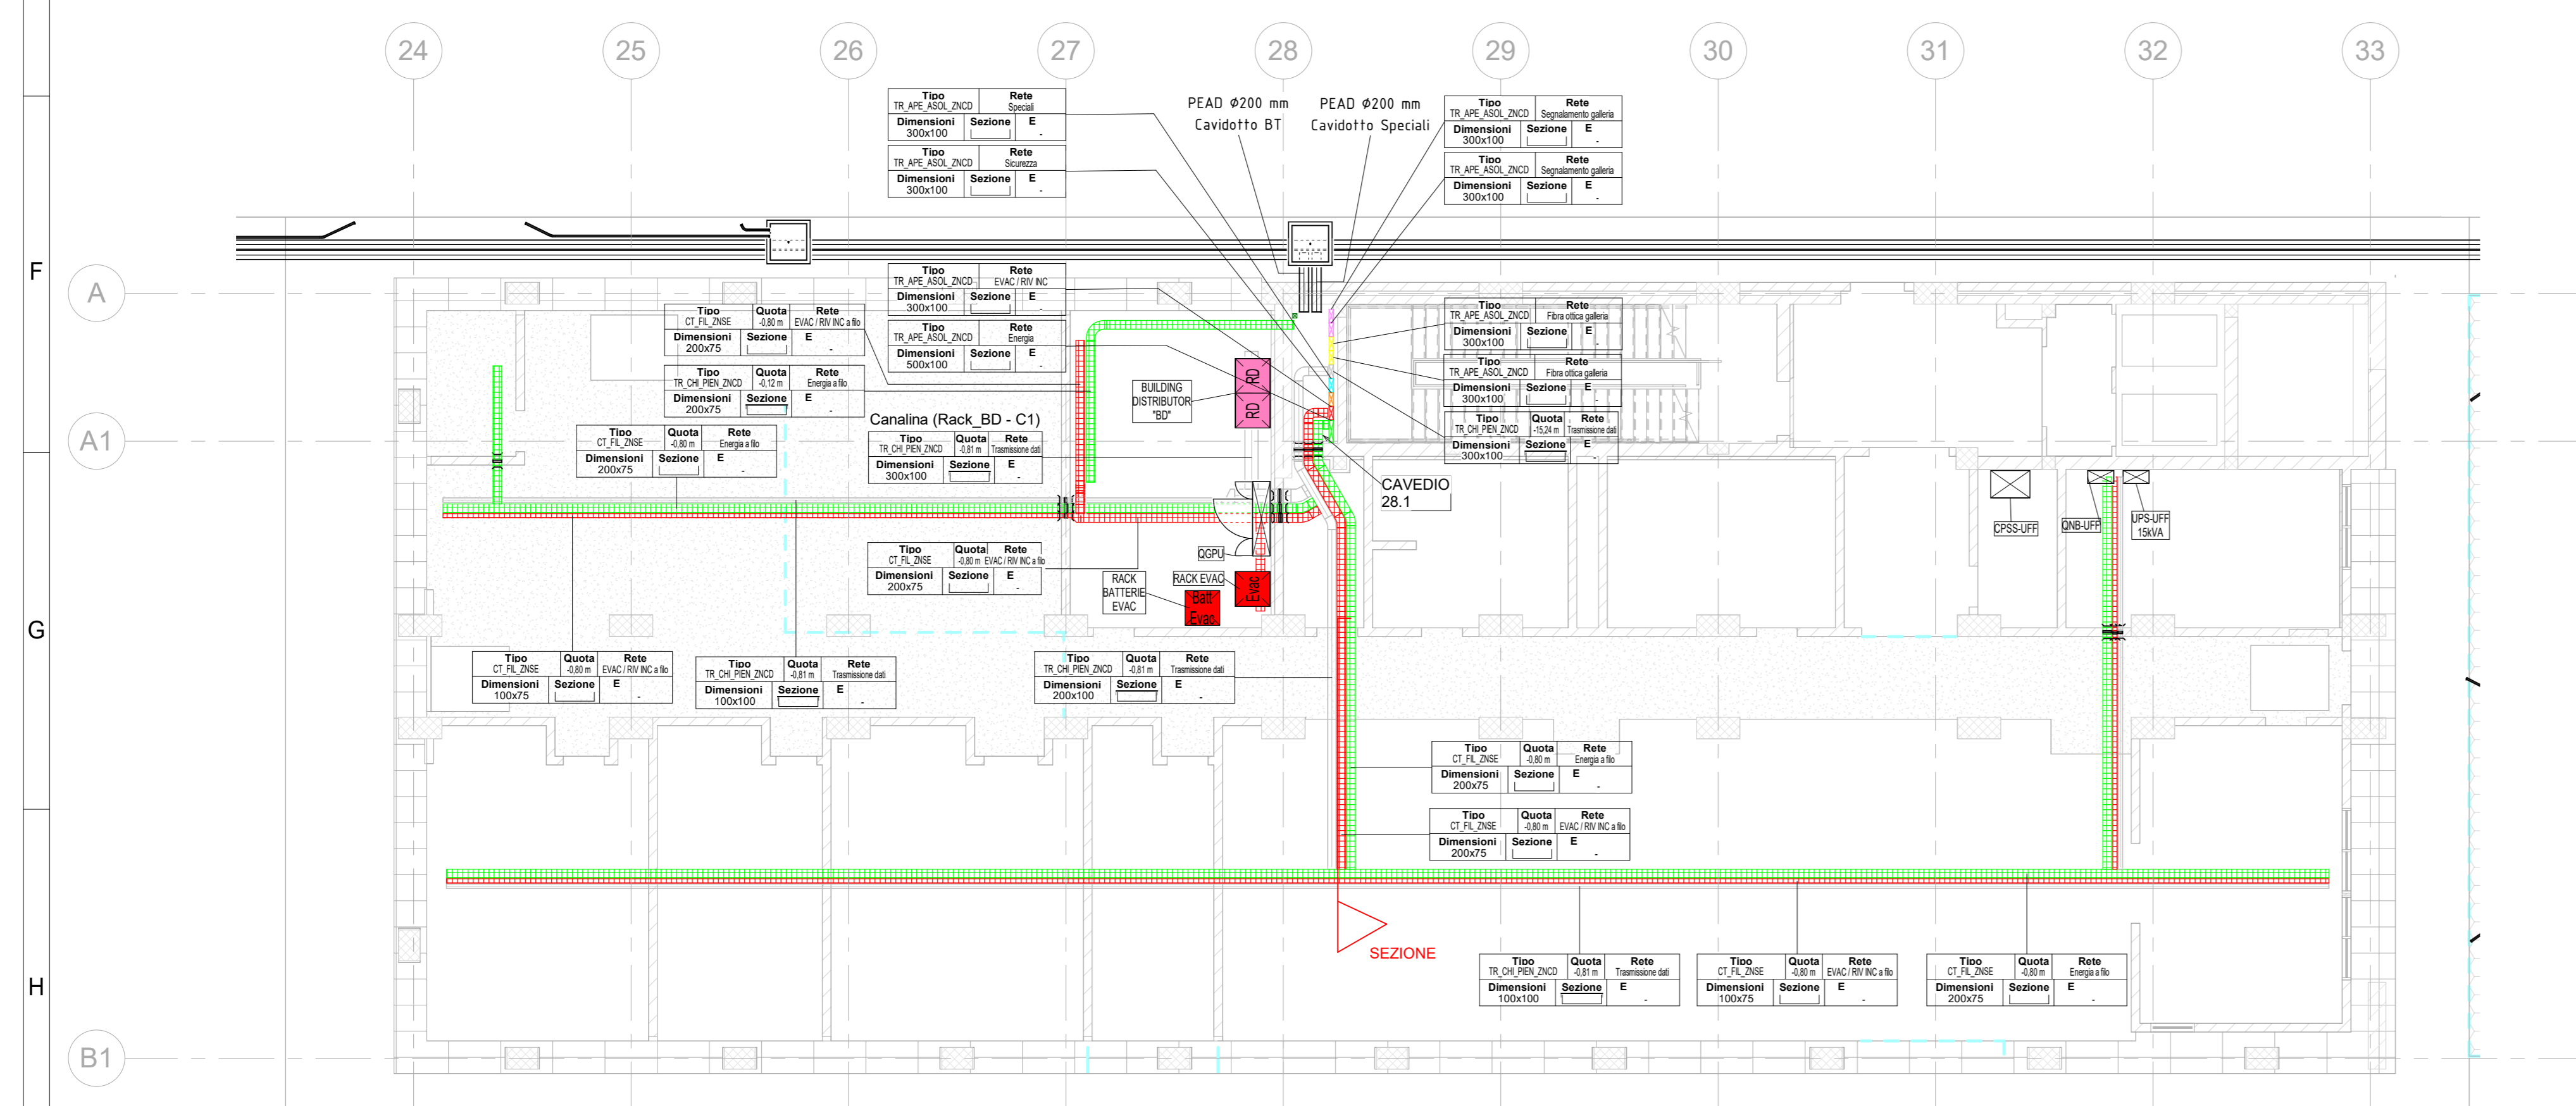 24 25 26 27 28 29 30 31 32 33
F
G
H
A
A1
B1
Tipo Rete
TR_APE_ASOL_ZNCD Speciali
Dimensioni Sezione E
300x100 -
Tipo Rete
TR_APE_ASOL_ZNCD Sicurezza
Dimensioni Sezione E
300x100 -
PEAD Ø200 mm
Cavidotto BT
PEAD Ø200 mm
Cavidotto Speciali
Tipo Rete
TR_APE_ASOL_ZNCD Segnalamento galleria
Dimensioni Sezione E
300x100 -
Tipo Rete
TR_APE_ASOL_ZNCD Segnalamento galleria
Dimensioni Sezione E
300x100 -
Tipo Rete
TR_APE_ASOL_ZNCD EVAC / RIV INC
Dimensioni Sezione E
300x100 -
Tipo Rete
TR_APE_ASOL_ZNCD Energia
Dimensioni Sezione E
500x100 -
Tipo Quota Rete
CT_FIL_ZNSE -0,80 m EVAC / RIV INC a filo
Dimensioni Sezione E
200x75 -
Tipo Quota Rete
TR_CHI_PIEN_ZNCD -0,12 m Energia a filo
Dimensioni Sezione E
200x75 -
Tipo Rete
TR_APE_ASOL_ZNCD Fibra ottica galleria
Dimensioni Sezione E
300x100 -
Tipo Rete
TR_APE_ASOL_ZNCD Fibra ottica galleria
Dimensioni Sezione E
300x100 -
Tipo Quota Rete
TR_CHI_PIEN_ZNCD -15,24 m Trasmissione dati
Dimensioni Sezione E
300x100 -
BUILDING
DISTRIBUTOR
"BD"
RD
RD
Tipo Quota Rete
CT_FIL_ZNSE -0,80 m Energia a filo
Dimensioni Sezione E
200x75 -
Canalina (Rack_BD - C1)
Tipo Quota Rete
TR_CHI_PIEN_ZNCD -0,81 m Trasmissione dati
Dimensioni Sezione E
300x100 -
CAVEDIO
28.1
CPSS-UFF
QNB-UFF
UPS-UFF
15kVA
Tipo Quota Rete
CT_FIL_ZNSE -0,80 m EVAC / RIV INC a filo
Dimensioni Sezione E
200x75 -
QGPU
RACK EVAC
RACK
BATTERIE
EVAC
Batt
Evac
Evac
Tipo Quota Rete
CT_FIL_ZNSE -0,80 m EVAC / RIV INC a filo
Dimensioni Sezione E
100x75 -
Tipo Quota Rete
TR_CHI_PIEN_ZNCD -0,81 m Trasmissione dati
Dimensioni Sezione E
100x100 -
Tipo Quota Rete
TR_CHI_PIEN_ZNCD -0,81 m Trasmissione dati
Dimensioni Sezione E
200x100 -
Tipo Quota Rete
CT_FIL_ZNSE -0,80 m Energia a filo
Dimensioni Sezione E
200x75 -
Tipo Quota Rete
CT_FIL_ZNSE -0,80 m EVAC / RIV INC a filo
Dimensioni Sezione E
200x75 -
SEZIONE
Tipo Quota Rete
TR_CHI_PIEN_ZNCD -0,81 m Trasmissione dati
Dimensioni Sezione E
100x100 -
Tipo Quota Rete
CT_FIL_ZNSE -0,80 m EVAC / RIV INC a filo
Dimensioni Sezione E
100x75 -
Tipo Quota Rete
CT_FIL_ZNSE -0,80 m Energia a filo
Dimensioni Sezione E
200x75 -